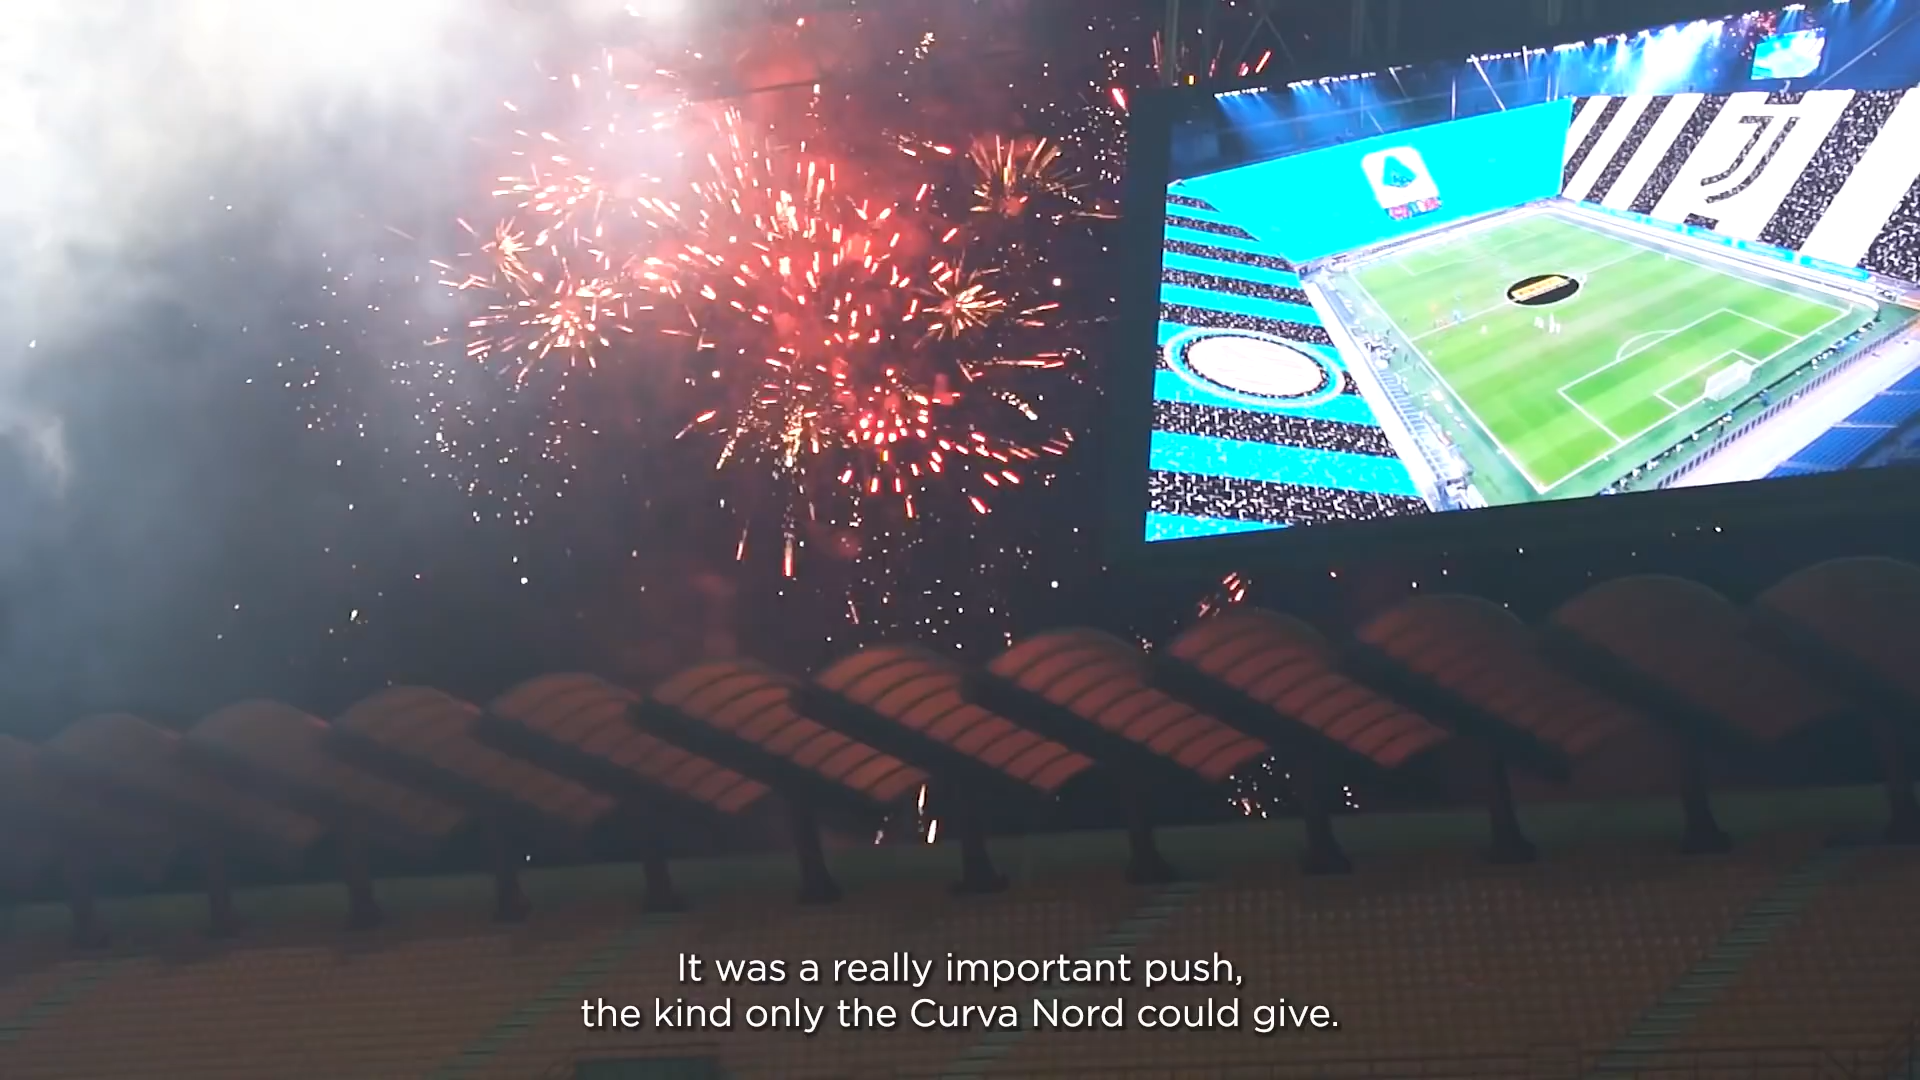 It was a really important push,
the kind only the Curva Nord could give.